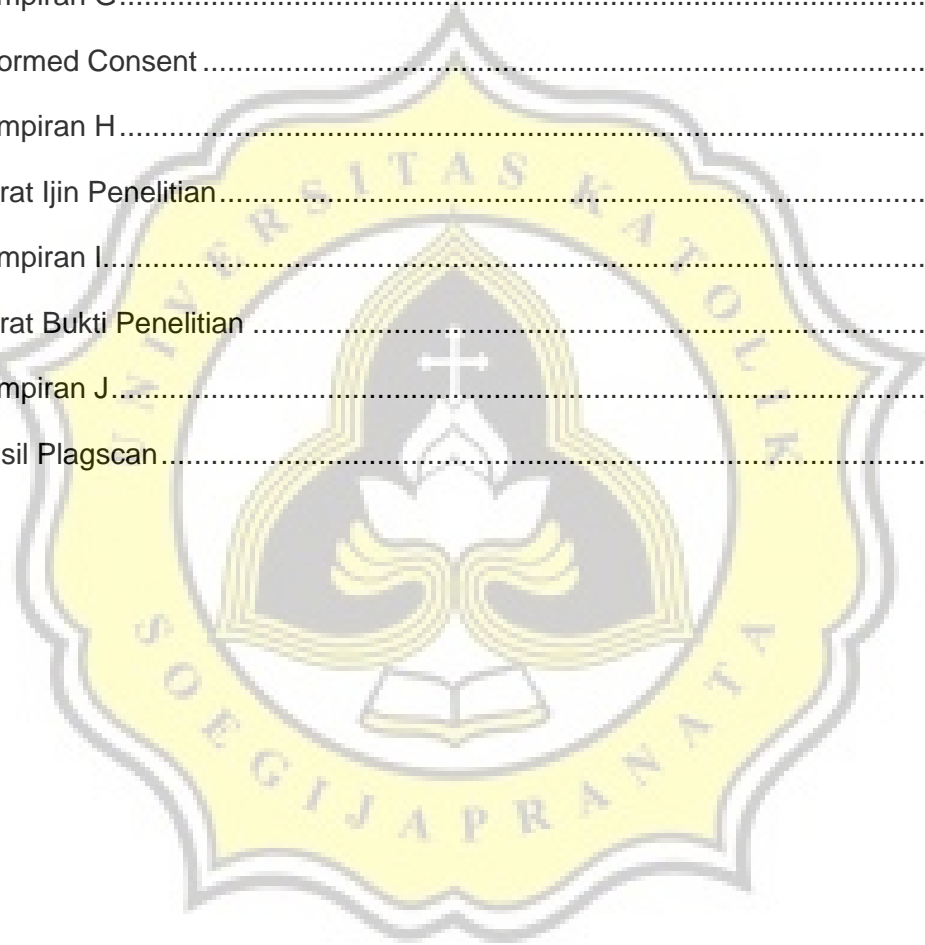 mpiran G
ormed Consent ....................................................................................
mpiran H ....................................................................................
rat Ijin Penelitian ....................................................................................
mpiran I ....................................................................................
rat Bukti Penelitian ....................................................................................
mpiran J ....................................................................................
sil Plagscan ....................................................................................
UNIVERSITAS KATOLIK
SOEGIJAPRANATA